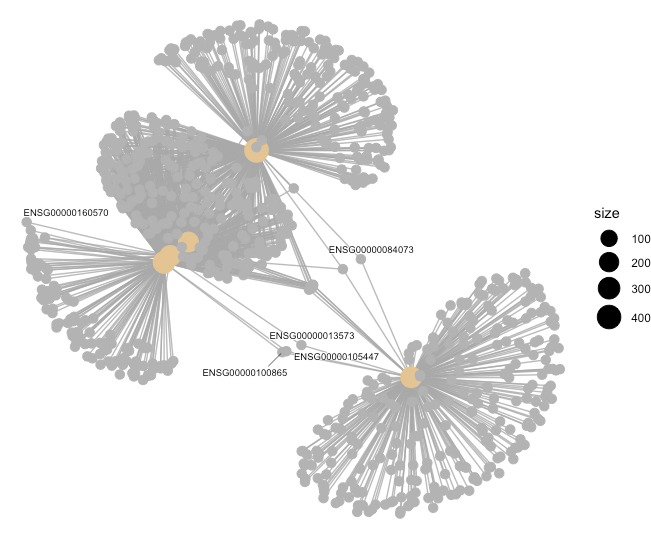 ENSG00000160570
ENSG00000084073
ENSG00000013573
ENSG00000105447
ENSG00000100865
size
100
200
300
400